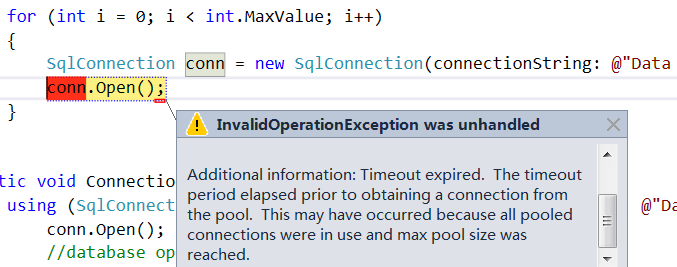 for (int i = 0; i < int.MaxValue; i++)
{
SqlConnection conn = new SqlConnection(connectionString: @"Data
conn.Open();
}
InvalidOperationException was unhandled
Additional information: Timeout expired.  The timeout
period elapsed prior to obtaining a connection from
the pool.  This may have occurred because all pooled
connections were in use and max pool size was
reached.
tic void Connectio
using (SqlConnect
@"Da
conn.Open();
//database op